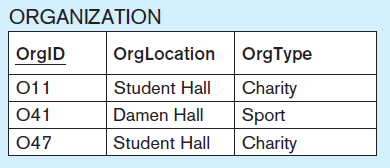 ORGANIZATION
OrgID OrgLocation OrgType
O11 Student Hall Charity
O41 Damen Hall Sport
O47 Student Hall Charity